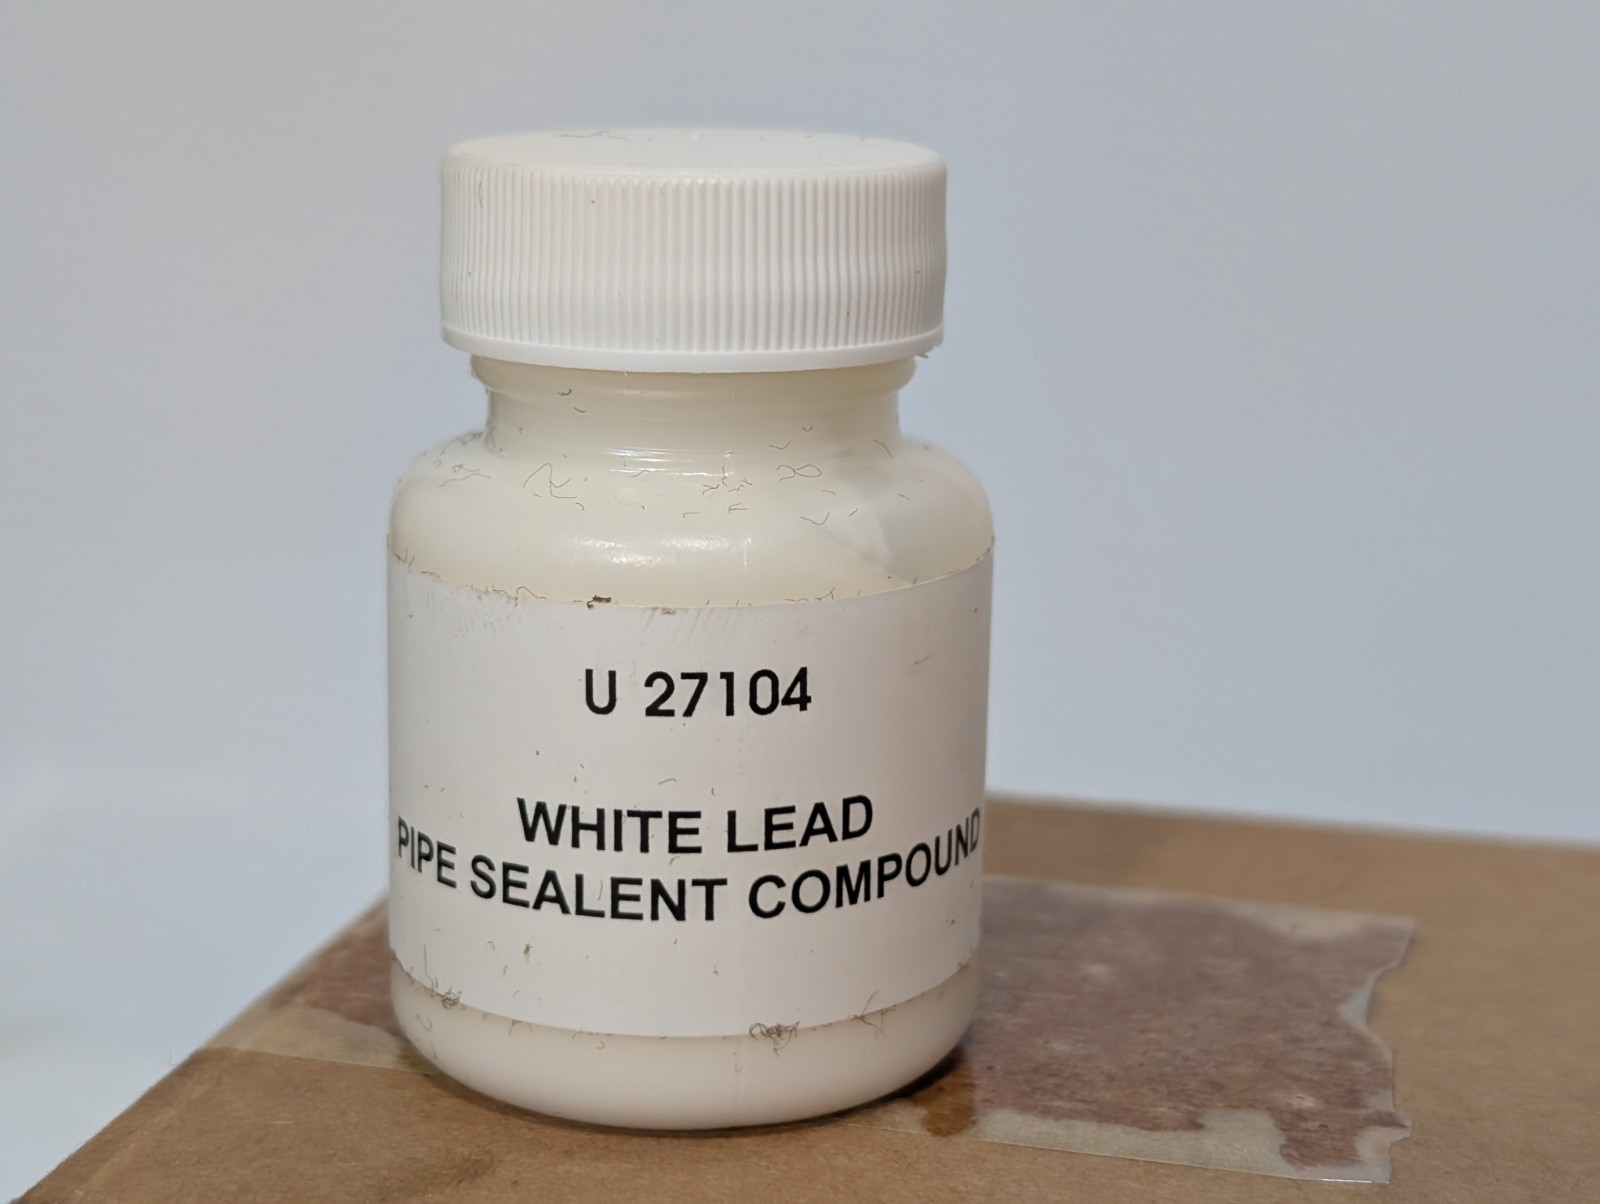 U 27104
WHITE LEAD
PIPE SEALENT COMPOUND